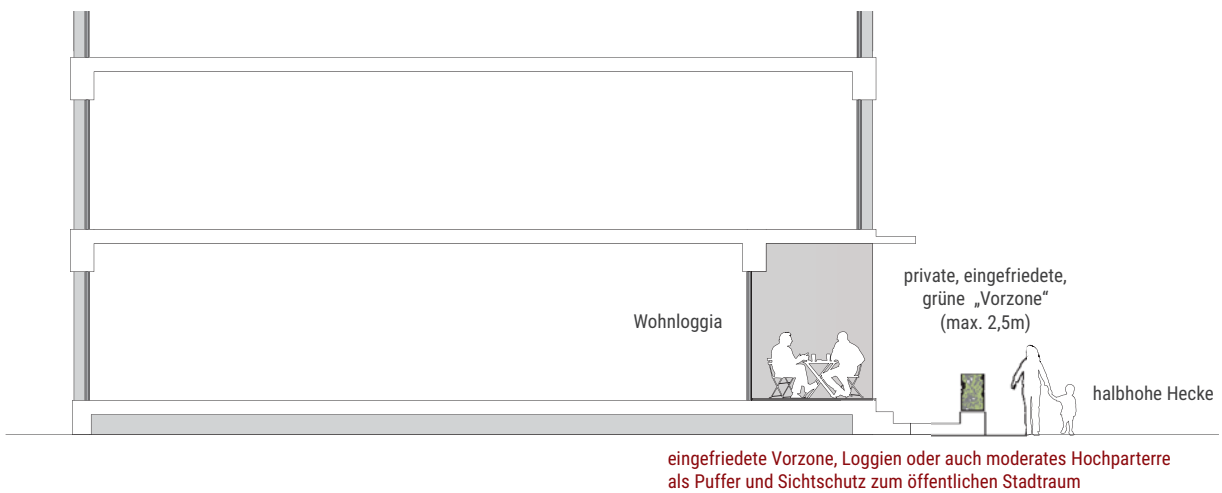 private, eingefriedete,
grüne „Vorzone“
(max. 2,5m)
Wohnloggia
halbhohe Hecke
eingefriedete Vorzone, Loggien oder auch moderates Hochparterre
als Puffer und Sichtschutz zum öffentlichen Stadtraum